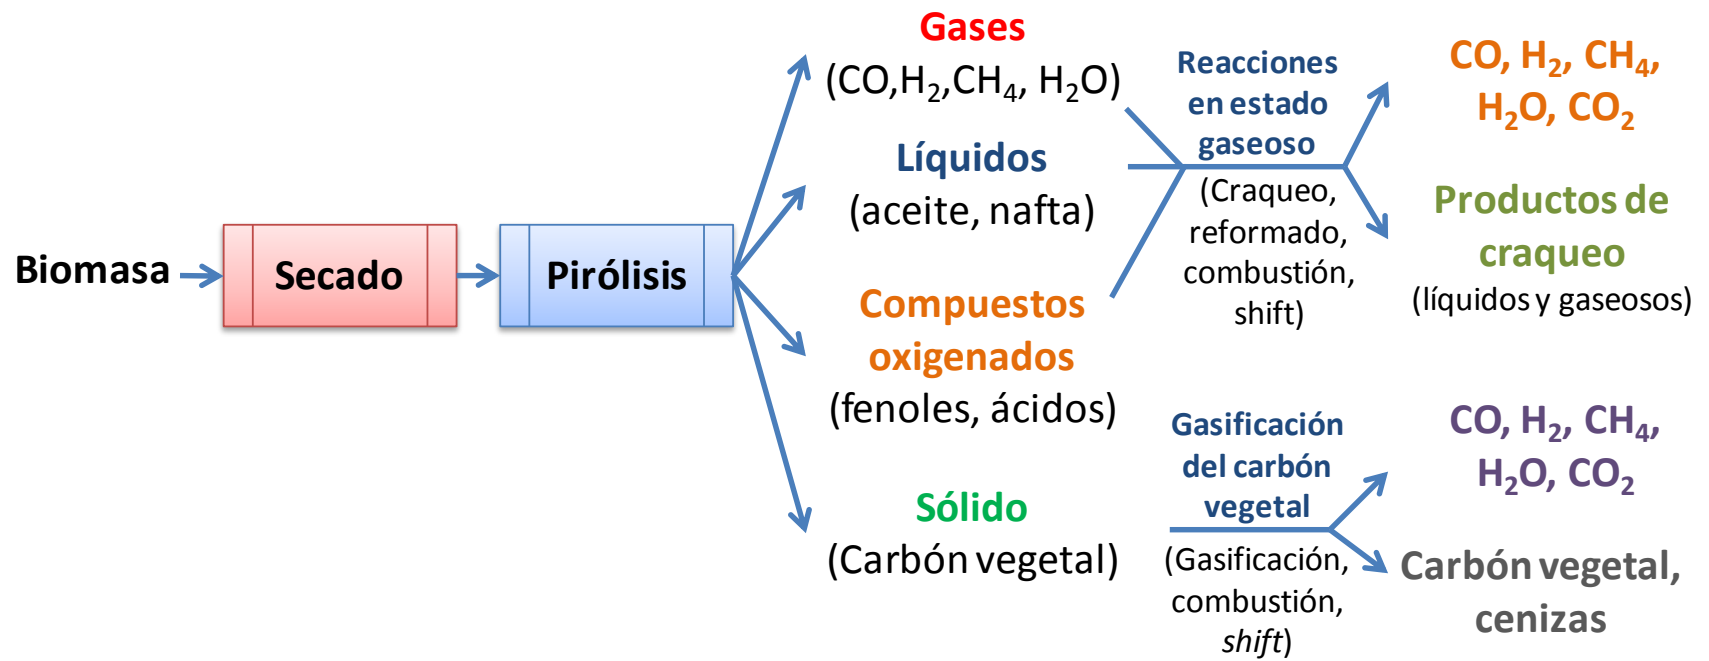 Biomasa
Secado
Pirólisis
Gases
(CO,H₂,CH₄, H₂O)
Líquidos
(aceite, nafta)
Compuestos
oxigenados
(fenoles, ácidos)
Sólido
(Carbón vegetal)
Reacciones
en estado
gaseoso
(Craqueo,
reformado,
combustión,
shift)
Gasificación
del carbón
vegetal
(Gasificación,
combustión,
shift)
CO, H₂, CH₄,
H₂O, CO₂
Productos de
craqueo
(líquidos y gaseosos)
CO, H₂, CH₄,
H₂O, CO₂
Carbón vegetal,
cenizas